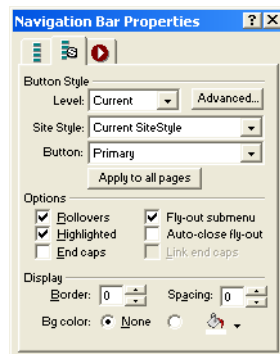 Navigation Bar Properties
Button Style
Level: Current Advanced...
Site Style: Current SiteStyle
Button: Primary
Apply to all pages
Options
Rollovers Fly-out submenu
Highlighted Auto-close fly-out
End caps Link end caps
Display
Border: 0 Spacing: 0
Bg color: None